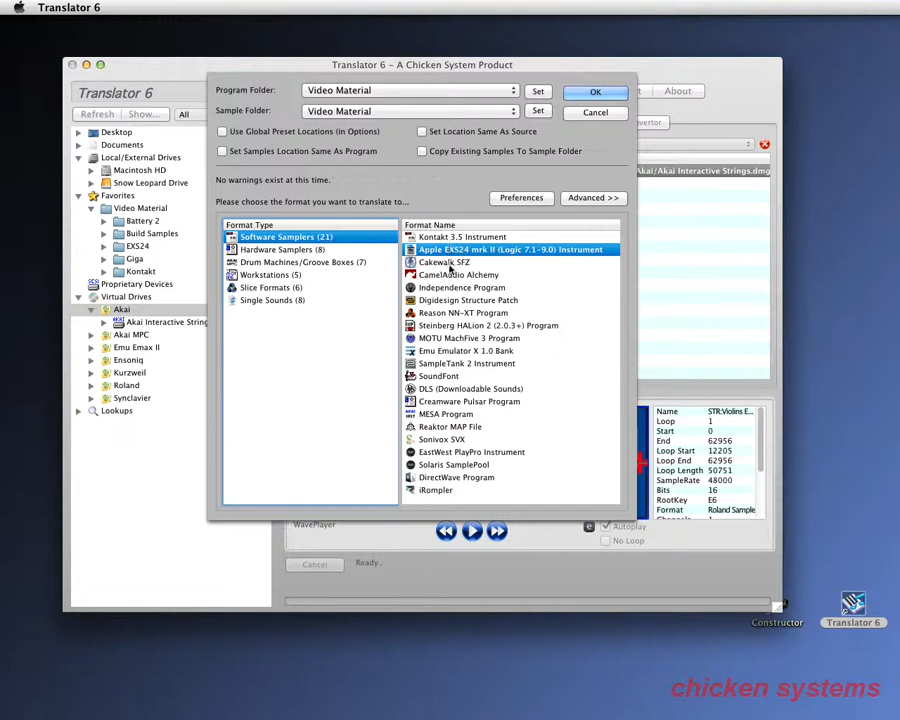 Translator 6
Translator 6 – A Chicken System Product
Translator 6
Refresh
Show...
All
t
About
Desktop
Documents
Local/External Drives
Macintosh HD
Snow Leopard Drive
Favorites
Video Material
Battery 2
Build Samples
EXS24
Giga
Kontakt
Proprietary Devices
Virtual Drives
Akai
Akai Interactive String
Akai MPC
Emu Emax II
Ensoniq
Kurzweil
Roland
Synclavier
Lookups
Program Folder:
Video Material
Set
OK
Sample Folder:
Video Material
Set
Cancel
Use Global Preset Locations (in Options)
Set Location Same As Source
Set Samples Location Same As Program
Copy Existing Samples To Sample Folder
No warnings exist at this time.
Please choose the format you want to translate to...
Preferences
Advanced >>
Format Type
Software Samplers (21)
Hardware Samplers (8)
Drum Machines/Groove Boxes (7)
Workstations (5)
Slice Formats (6)
Single Sounds (8)
Format Name
Kontakt 3.5 Instrument
Apple EXS24 mrk II (Logic 7.1-9.0) Instrument
Cakewalk SFZ
CamelAudio Alchemy
Independence Program
Digidesign Structure Patch
Reason NN-XT Program
Steinberg HALion 2 (2.0.3+) Program
MOTU MachFive 3 Program
Emu Emulator X 1.0 Bank
SampleTank 2 Instrument
SoundFont
DLS (Downloadable Sounds)
Creamware Pulsar Program
MESA Program
Reaktor MAP File
Sonivox SVX
EastWest PlayPro Instrument
Solaris SamplePool
DirectWave Program
iRompler
Akai/Akai Interactive Strings.dmg
Name STR:Violins E...
Loop 1
Start 0
End 62956
Loop Start 12205
Loop End 62956
Loop Length 50751
SampleRate 48000
Bits 16
RootKey E6
Format Roland Sample
WavePlayer
e
Autoplay
No Loop
Cancel
Ready..
Constructor
Translator 6
chicken systems